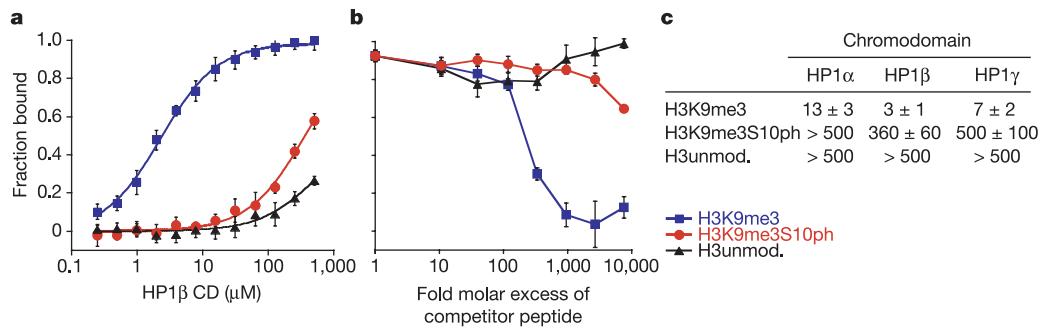 a
Fraction bound
1.0
0.8
0.6
0.4
0.2
0
0.1
1
10
100
1,000
HP1β CD (μM)
b
1
10
100
1,000
10,000
Fold molar excess of
competitor peptide
c
Chromodomain
HP1α HP1β HP1γ
H3K9me3 13 ± 3 3 ± 1 7 ± 2
H3K9me3S10ph > 500 360 ± 60 500 ± 100
H3unmod. > 500 > 500 > 500
H3K9me3
H3K9me3S10ph
H3unmod.